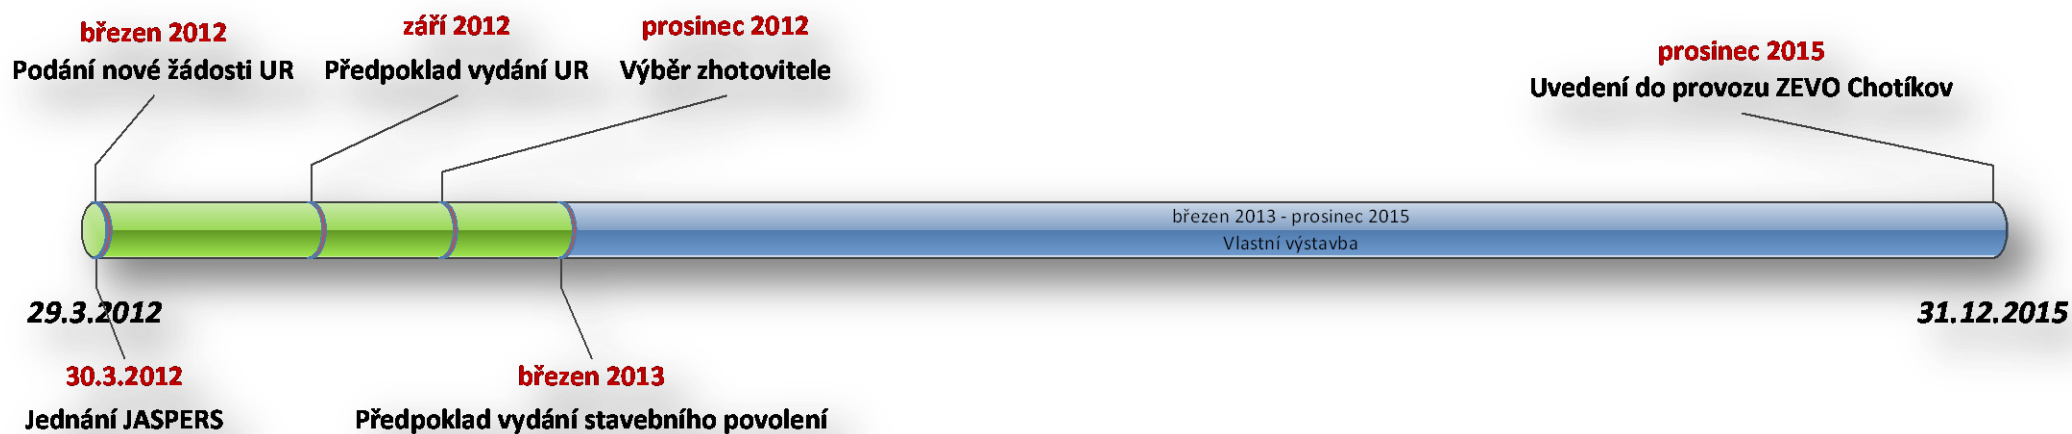 březen 2012
Podání nové žádosti UR
září 2012
Předpoklad vydání UR
prosinec 2012
Výběr zhotovitele
prosinec 2015
Uvedení do provozu ZEVO Chotíkov
březen 2013 - prosinec 2015
Vlastní výstavba
29.3.2012
31.12.2015
30.3.2012
Jednání JASPERS
březen 2013
Předpoklad vydání stavebního povolení